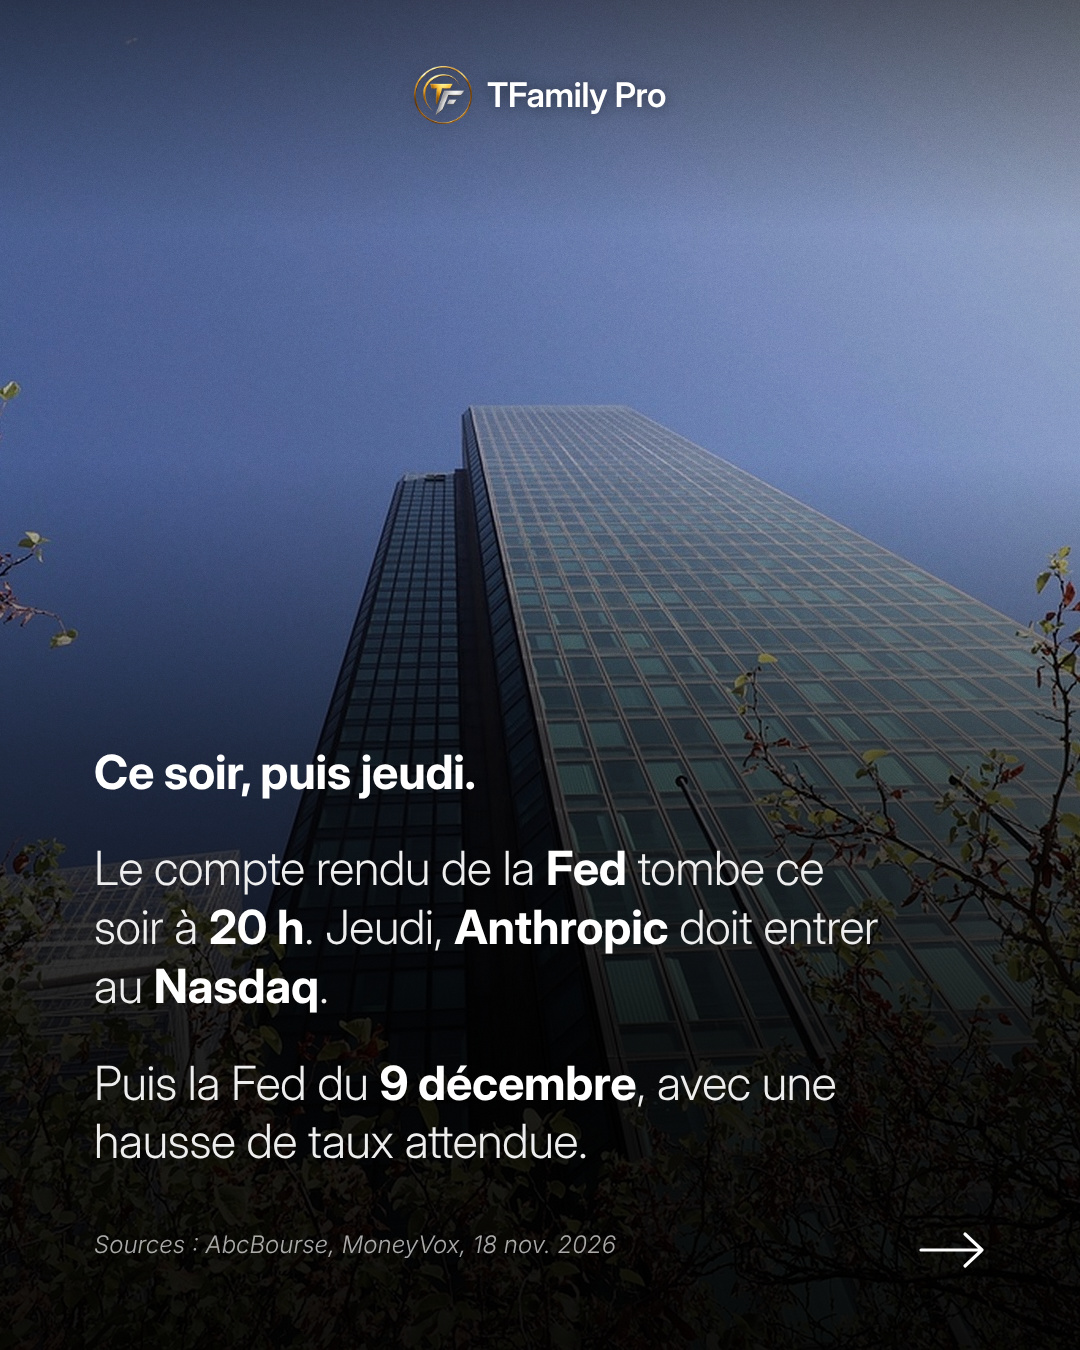 TFamily Pro
Ce soir, puis jeudi.
Le compte rendu de la Fed tombe ce
soir à 20 h. Jeudi, Anthropic doit entrer
au Nasdaq.
Puis la Fed du 9 décembre, avec une
hausse de taux attendue.
Sources : AbcBourse, MoneyVox, 18 nov. 2026